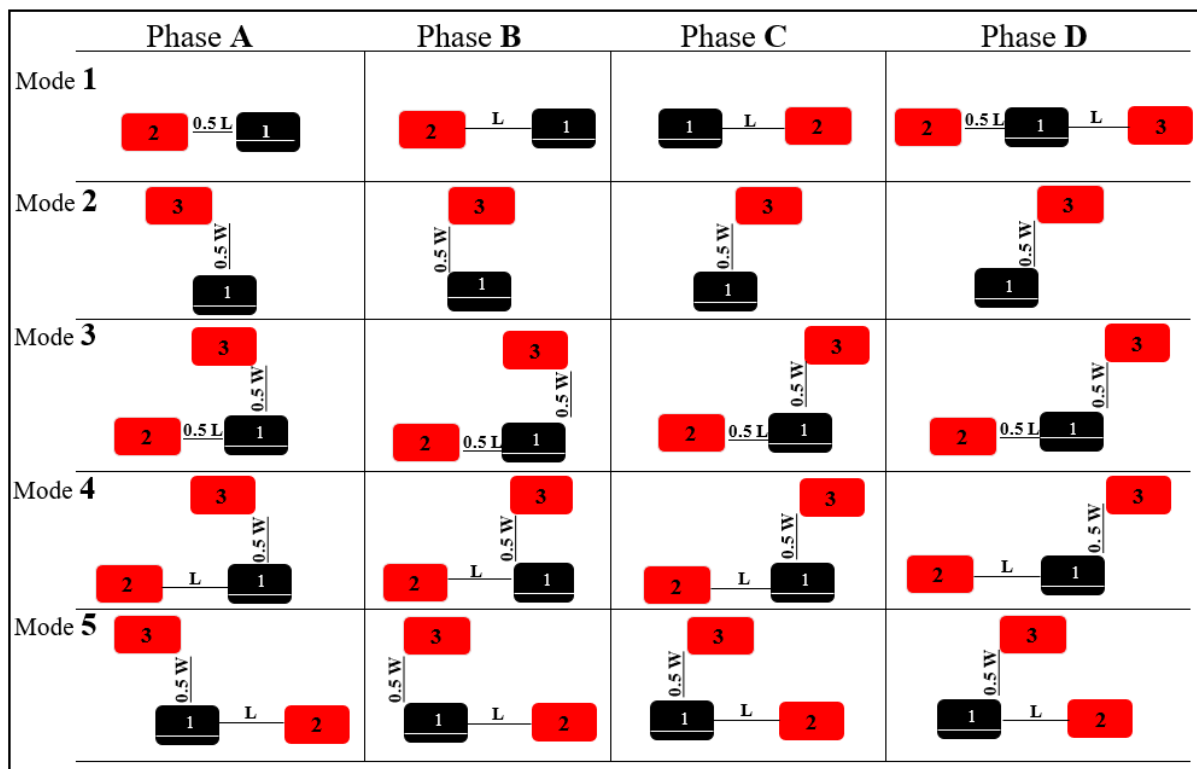 Phase A Phase B Phase C Phase D
Mode 1
2 0.5 L 1 2 L 1 1 L 2 2 0.5 L 1 L 3
Mode 2
3 3 3 3
0.5 W 0.5 W 0.5 W 0.5 W
1 1 1 1
Mode 3
3 3 3 3
0.5 W 0.5 W 0.5 W 0.5 W
2 0.5 L 1 2 0.5 L 1 2 0.5 L 1 2 0.5 L 1
Mode 4
3 3 3 3
0.5 W 0.5 W 0.5 W 0. 5 W
2 L 1 2 L 1 2 L 1 2 L 1
Mode 5
3 3 3 3
0.5 W 0.5 W 0.5 W 0.5 W
1 L 2 1 L 2 1 L 2 1 L 2